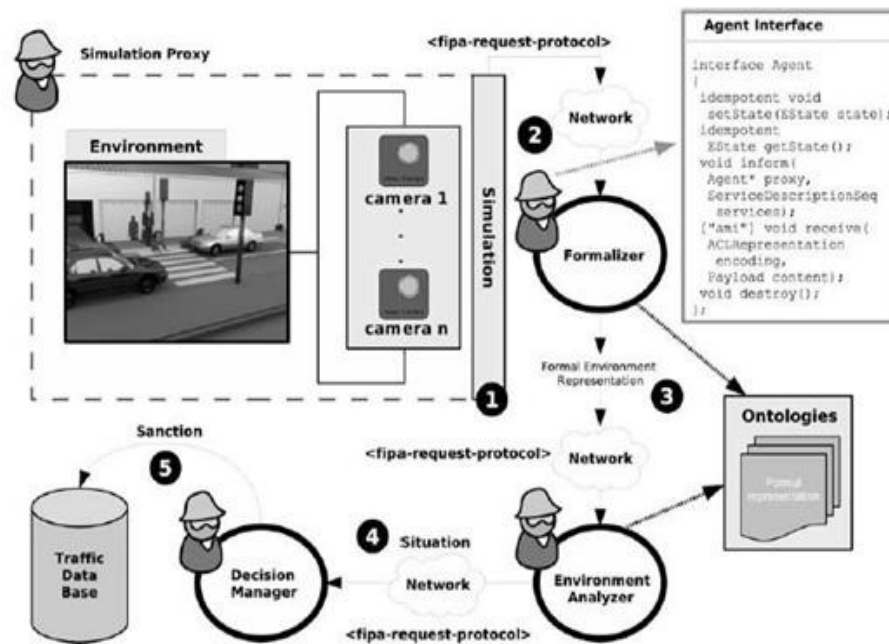 Simulation Proxy
<fipa-request-protocol>
Environment
camera 1
camera n
Simulation
1
2
Network
Formalizer
Agent Interface
interface Agent
{
idempotent void
setState(EState state);
idempotent
EState getState();
void inform(
Agent* proxy,
ServiceDescriptionSeq
services);
["ami"] void receive(
ACLRepresentation
encoding,
Payload content);
void destroy();
};
Formal Environment
Representation
3
<fipa-request-protocol>
Network
Ontologies
Formal
representation
Sanction
5
Traffic
Data
Base
Decision
Manager
4
Situation
Network
<fipa-request-protocol>
Environment
Analyzer